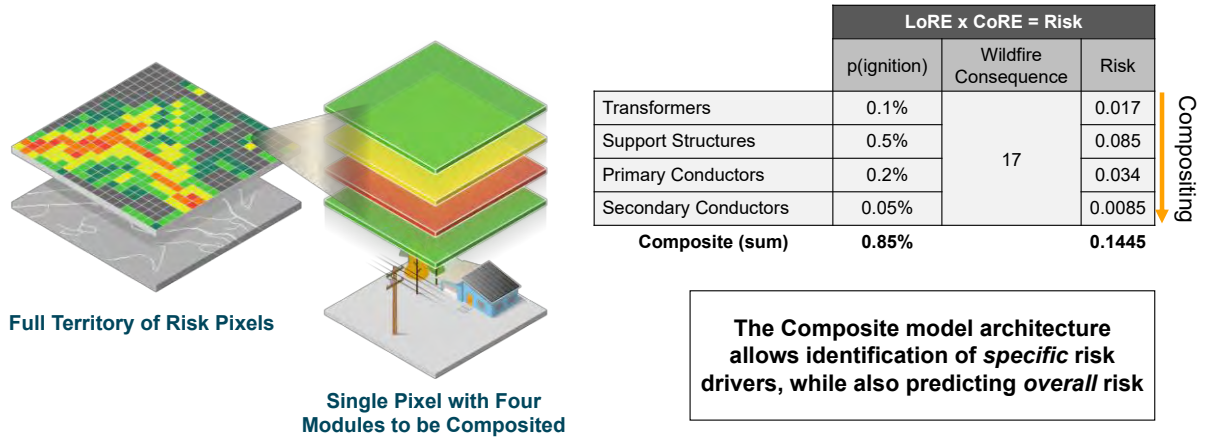 LoRE x CoRE = Risk
p(ignition) Wildfire Consequence Risk
Transformers 0.1% 17 0.017
Support Structures 0.5% 0.085
Primary Conductors 0.2% 0.034
Secondary Conductors 0.05% 0.0085
Composite (sum) 0.85% 0.1445
Compositing
Full Territory of Risk Pixels
Single Pixel with Four
Modules to be Composited
The Composite model architecture
allows identification of specific risk
drivers, while also predicting overall risk